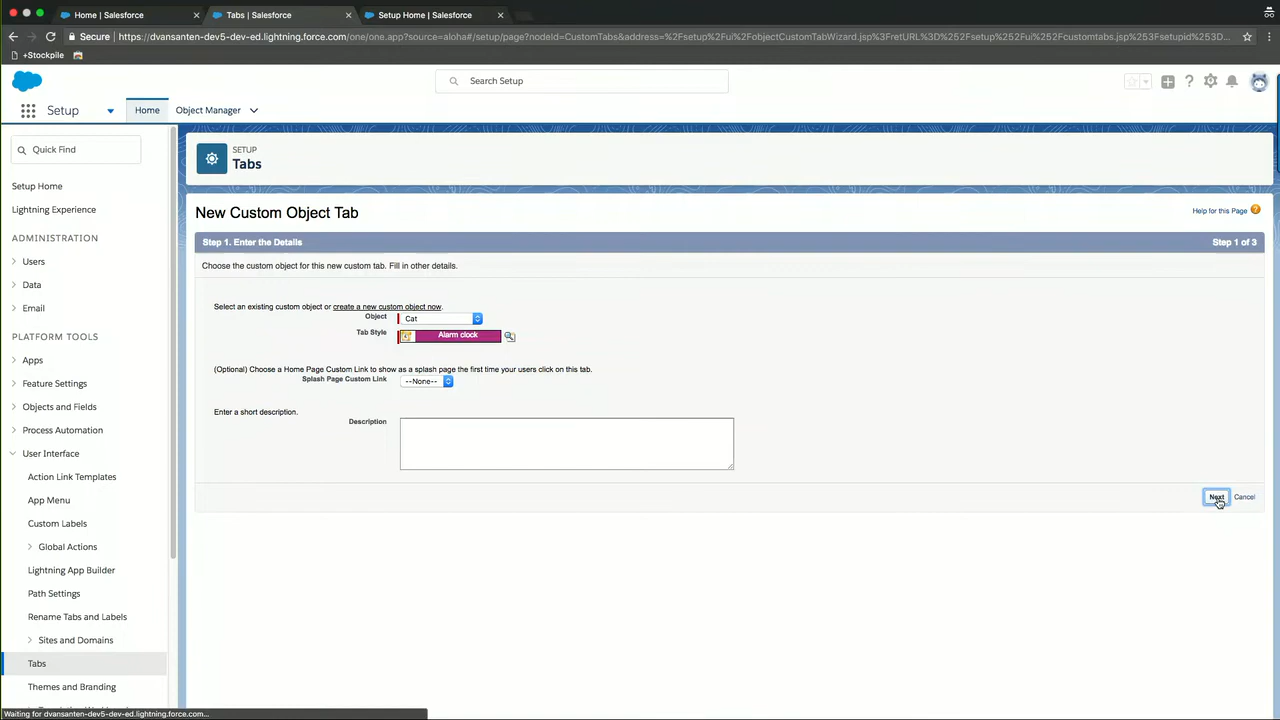 Home | Salesforce
Tabs | Salesforce
Setup Home | Salesforce
Secure | https://dvansanten-dev5-dev-ed.lightning.force.com/one/one.app?source=aloha#/setup/page?nodeId=CustomTabs&address=%2Fsetup%2Fui%2FobjectCustomTabWizard.jsp%3FretURL%3D%252Fsetup%252Fui%252Fcustomtabs.jsp%253Fsetupid%253D...
+Stockpile
Search Setup
Setup
Home
Object Manager
Quick Find
Setup Home
Lightning Experience
ADMINISTRATION
Users
Data
Email
PLATFORM TOOLS
Apps
Feature Settings
Objects and Fields
Process Automation
User Interface
Action Link Templates
App Menu
Custom Labels
Global Actions
Lightning App Builder
Path Settings
Rename Tabs and Labels
Sites and Domains
Tabs
Themes and Branding
SETUP
Tabs
New Custom Object Tab
Help for this Page
Step 1. Enter the Details
Step 1 of 3
Choose the custom object for this new custom tab. Fill in other details.
Select an existing custom object or create a new custom object now.
Object
Cat
Tab Style
Alarm clock
(Optional) Choose a Home Page Custom Link to show as a splash page the first time your users click on this tab.
Splash Page Custom Link
--None--
Enter a short description.
Description
Next
Cancel
Waiting for dvansanten-dev5-dev-ed.lightning.force.com...